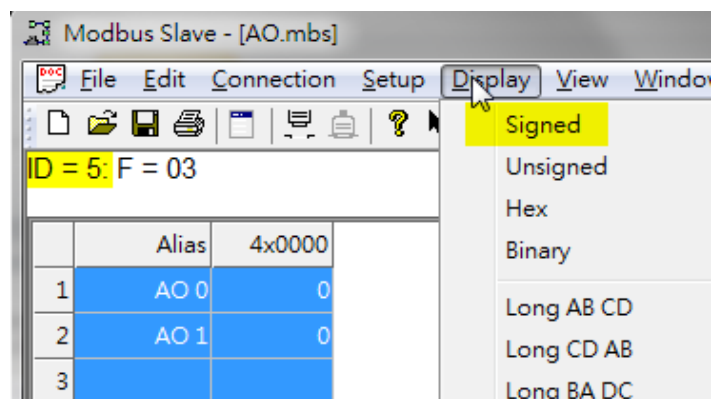 Modbus Slave - [AO.mbs]
File Edit Connection Setup Display View Window
Signed
ID = 5: F = 03
Unsigned
Hex
Alias 4x0000
Binary
1 AO 0 0
Long AB CD
2 AO 1 0
Long CD AB
3
Long BA DC